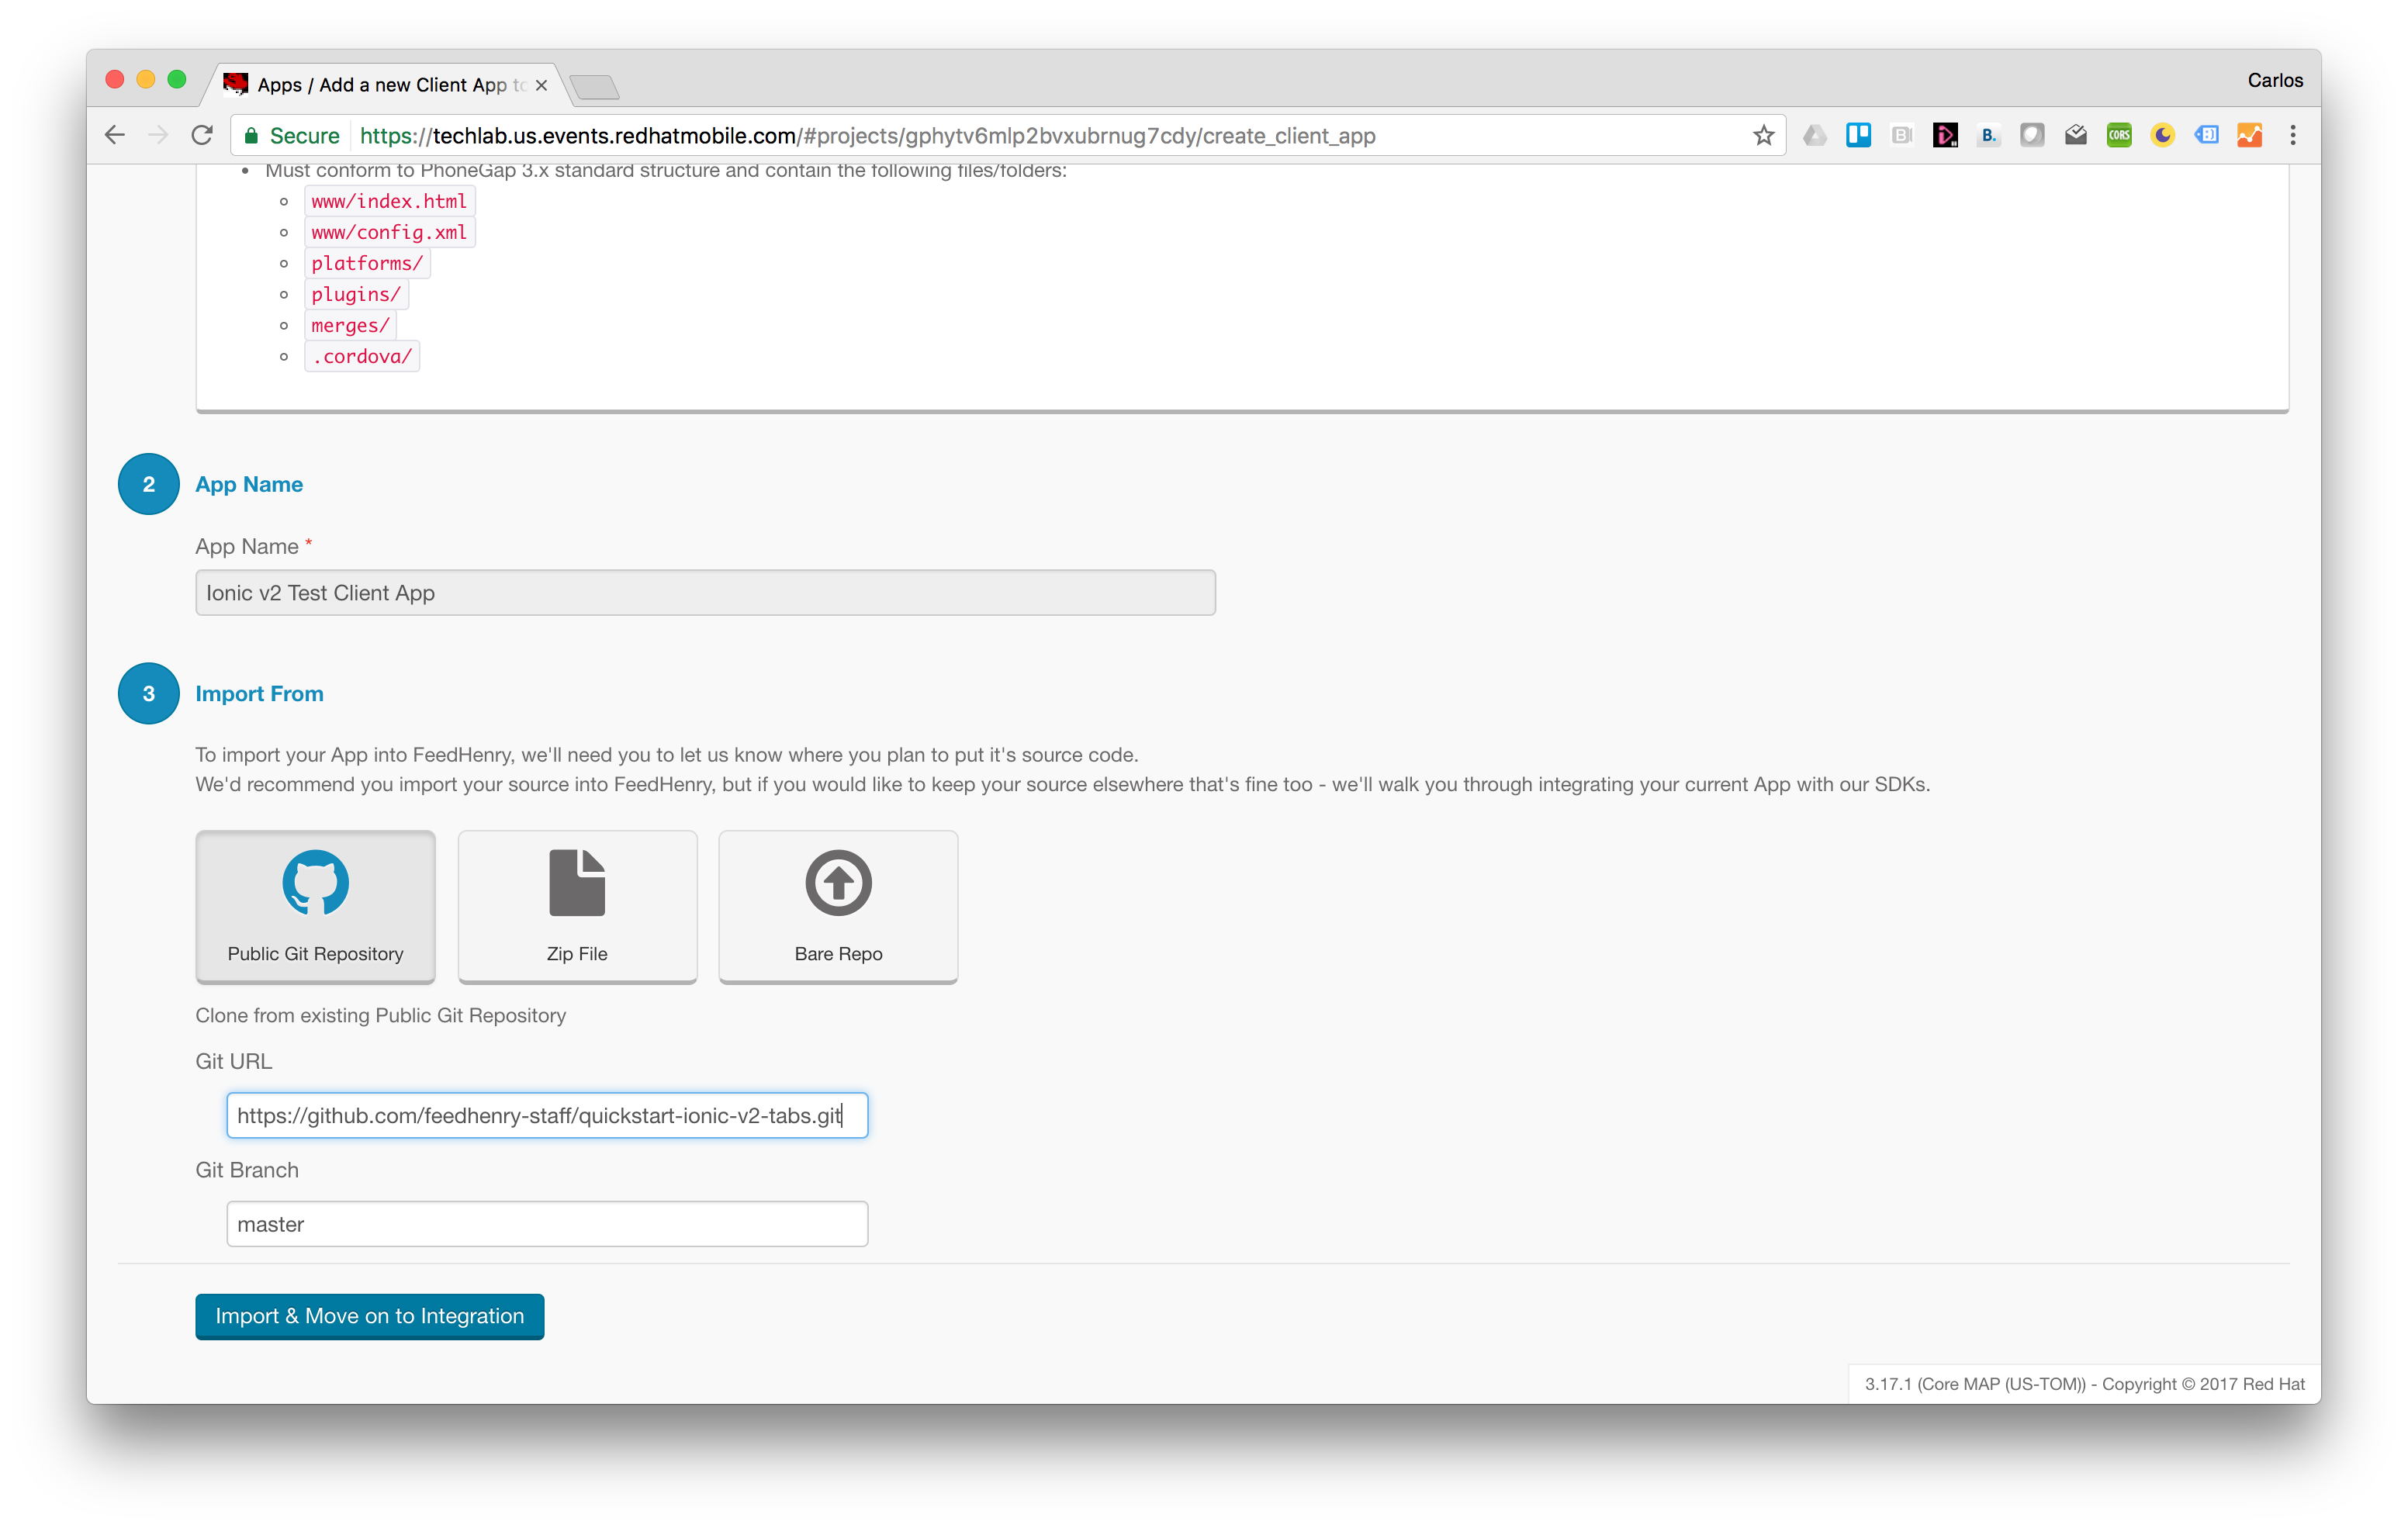 Apps / Add a new Client App to
Carlos
Secure https://techlab.us.events.redhatmobile.com/#projects/gphytv6mlp2bvxubrnug7cdy/create_client_app
B.
CORS
Must conform to PhoneGap 3.x standard structure and contain the following files/folders:
www/index.html
www/config.xml
platforms/
plugins/
merges/
.cordova/
2 App Name
App Name *
Ionic v2 Test Client App
3 Import From
To import your App into FeedHenry, we'll need you to let us know where you plan to put it's source code.
We'd recommend you import your source into FeedHenry, but if you would like to keep your source elsewhere that's fine too - we'll walk you through integrating your current App with our SDKs.
Public Git Repository
Zip File
Bare Repo
Clone from existing Public Git Repository
Git URL
https://github.com/feedhenry-staff/quickstart-ionic-v2-tabs.git
Git Branch
master
Import & Move on to Integration
3.17.1 (Core MAP (US-TOM)) - Copyright © 2017 Red Hat